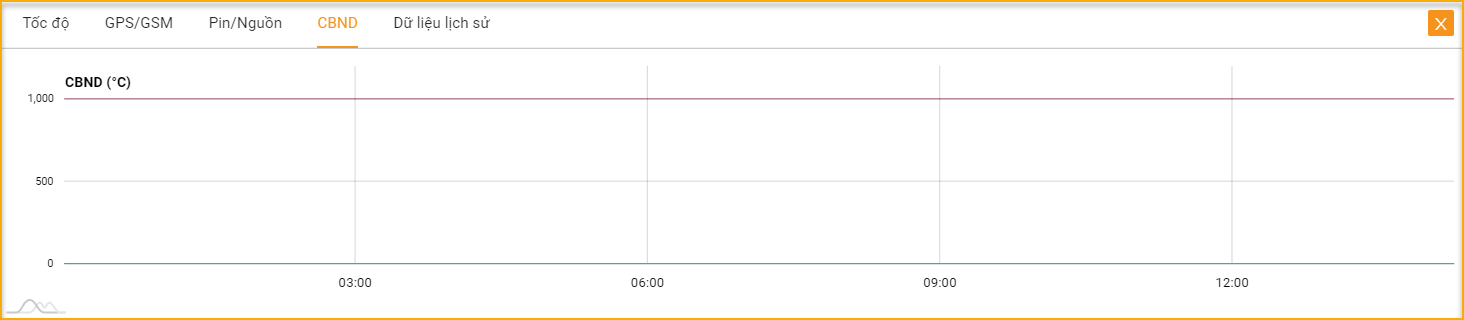 Tốc độ GPS/GSM Pin/Nguồn CBND Dữ liệu lịch sử X
CBND (°C)
1,000
500
0
03:00 06:00 09:00 12:00